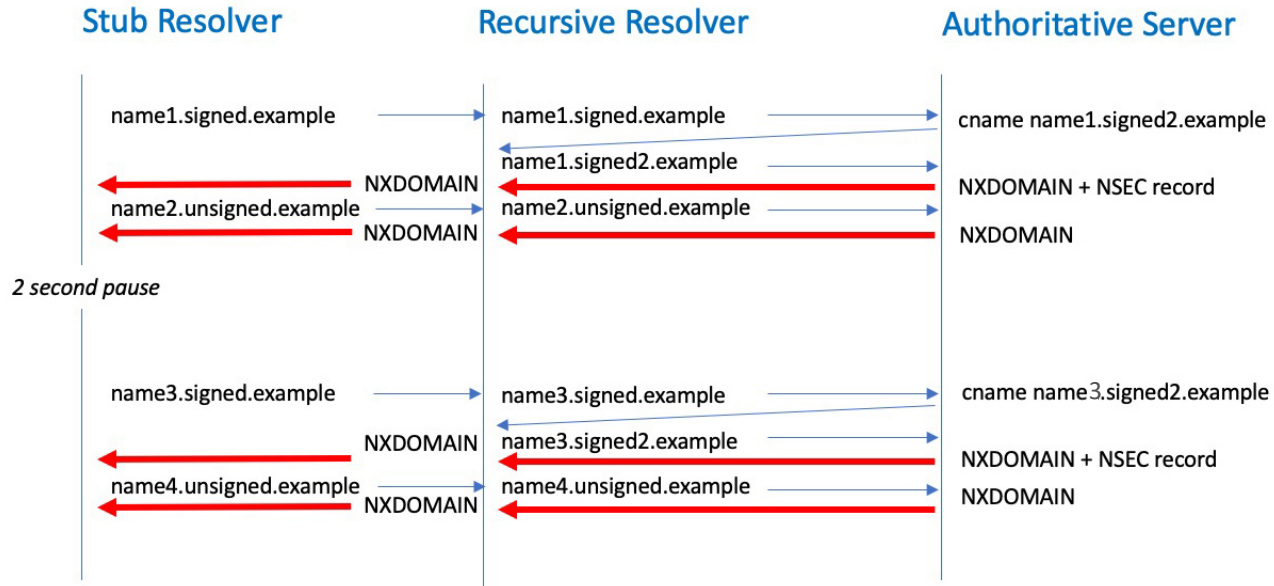 Stub Resolver
Recursive Resolver
Authoritative Server
name1.signed.example
name1.signed.example
cname name1.signed2.example
name1.signed2.example
NXDOMAIN
NXDOMAIN + NSEC record
name2.unsigned.example
name2.unsigned.example
NXDOMAIN
NXDOMAIN
2 second pause
name3.signed.example
name3.signed.example
cname name3.signed2.example
NXDOMAIN
name3.signed2.example
NXDOMAIN + NSEC record
name4.unsigned.example
name4.unsigned.example
NXDOMAIN
NXDOMAIN